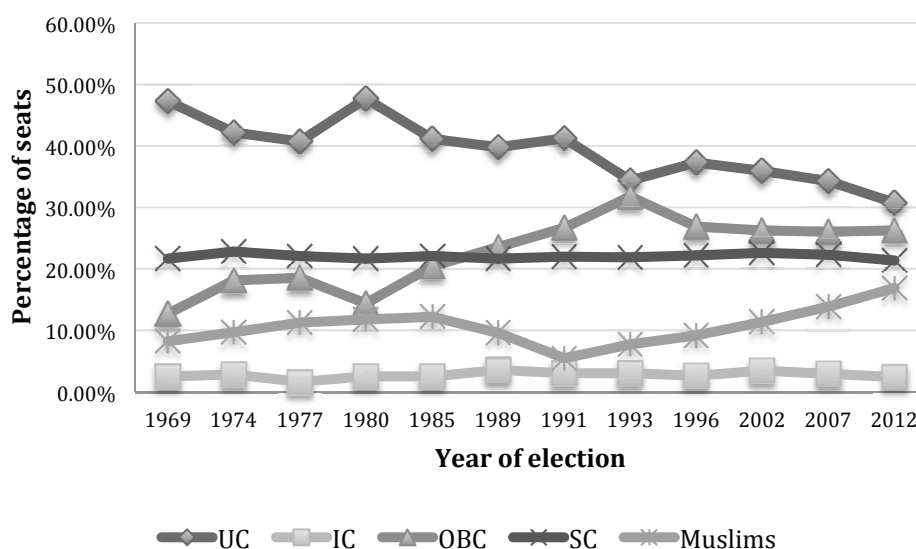 60.00%
50.00%
40.00%
30.00%
20.00%
10.00%
0.00%
Percentage of seats
1969 1974 1977 1980 1985 1989 1991 1993 1996 2002 2007 2012
Year of election
UC IC OBC SC Muslims